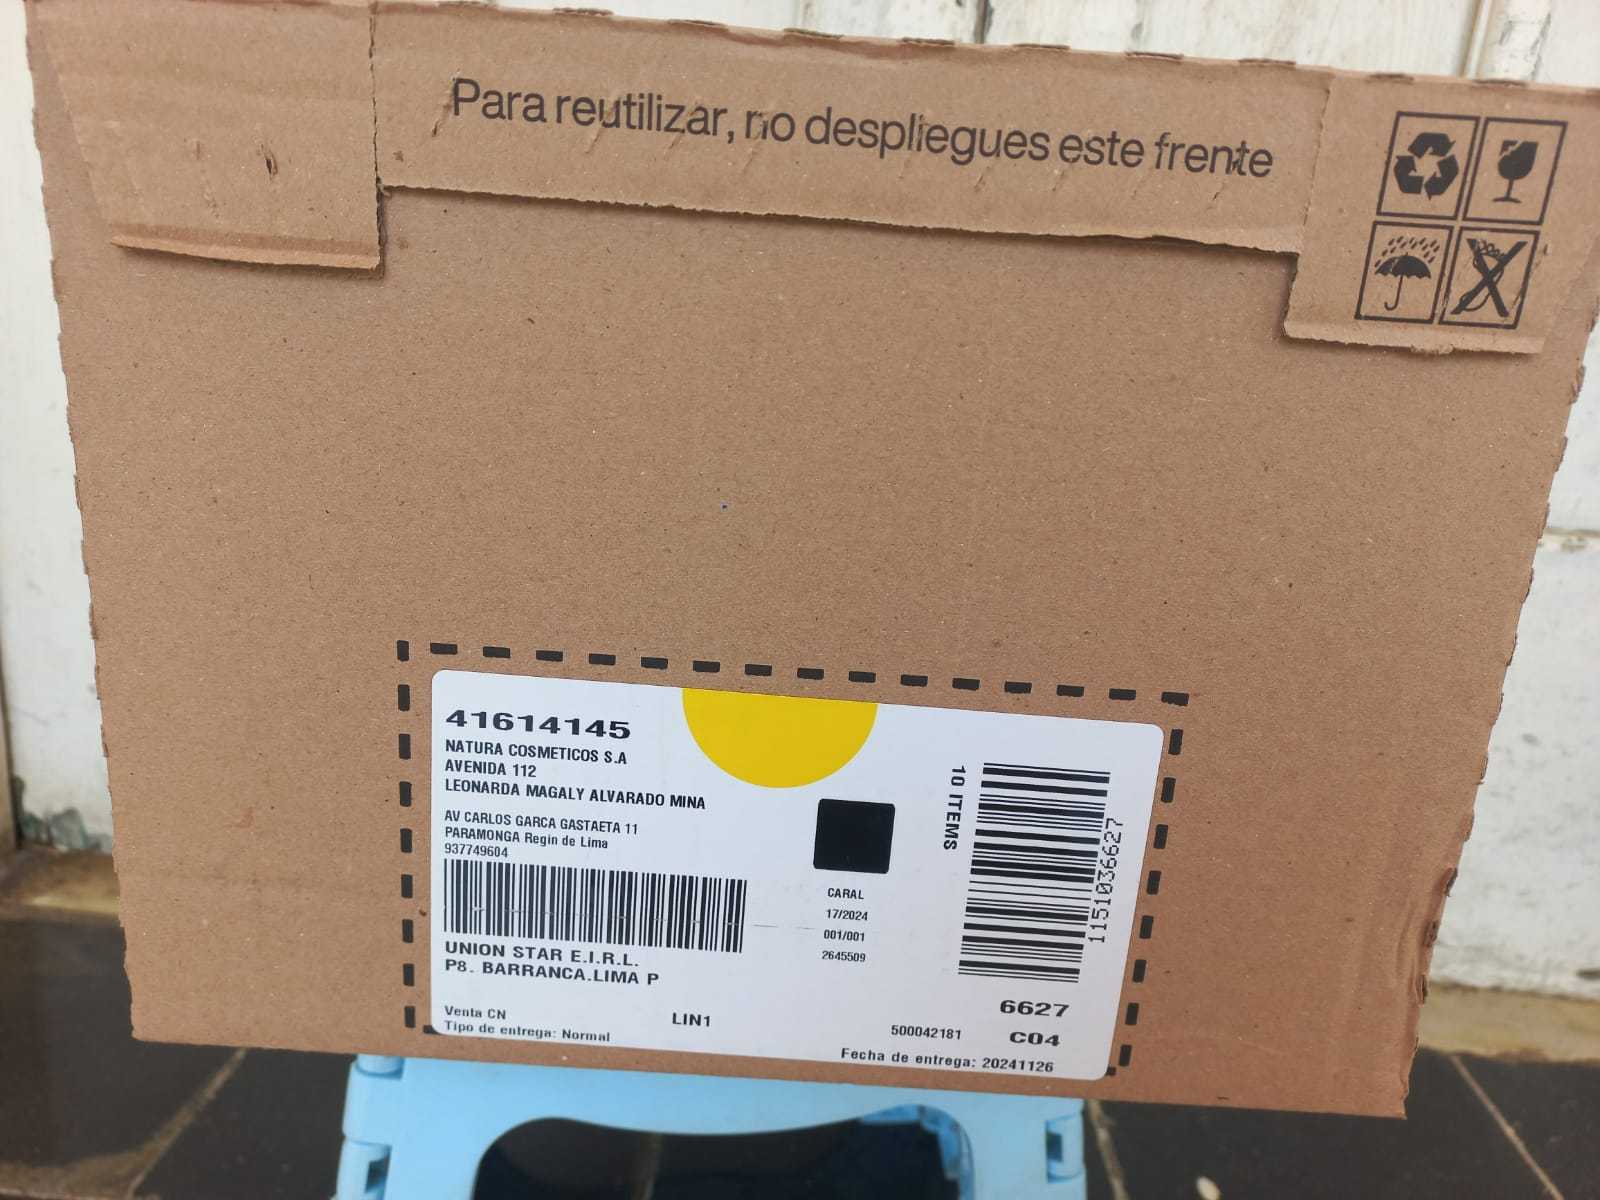 Para reutilizar, no despliegues este frente
41614145
NATURA COSMETICOS S.A
AVENIDA 112
LEONARDA MAGALY ALVARADO MINA
AV CARLOS GARCA GASTAETA 11
PARAMONGA Regin de Lima
937749604
UNION STAR E.I.R.L.
P8. BARRANCA.LIMA P
Venta CN
Tipo de entrega: Normal
LIN1
CARAL
17/2024
001/001
2645509
10 ITEMS
1151036627
6627
500042181
C04
Fecha de entrega: 20241126